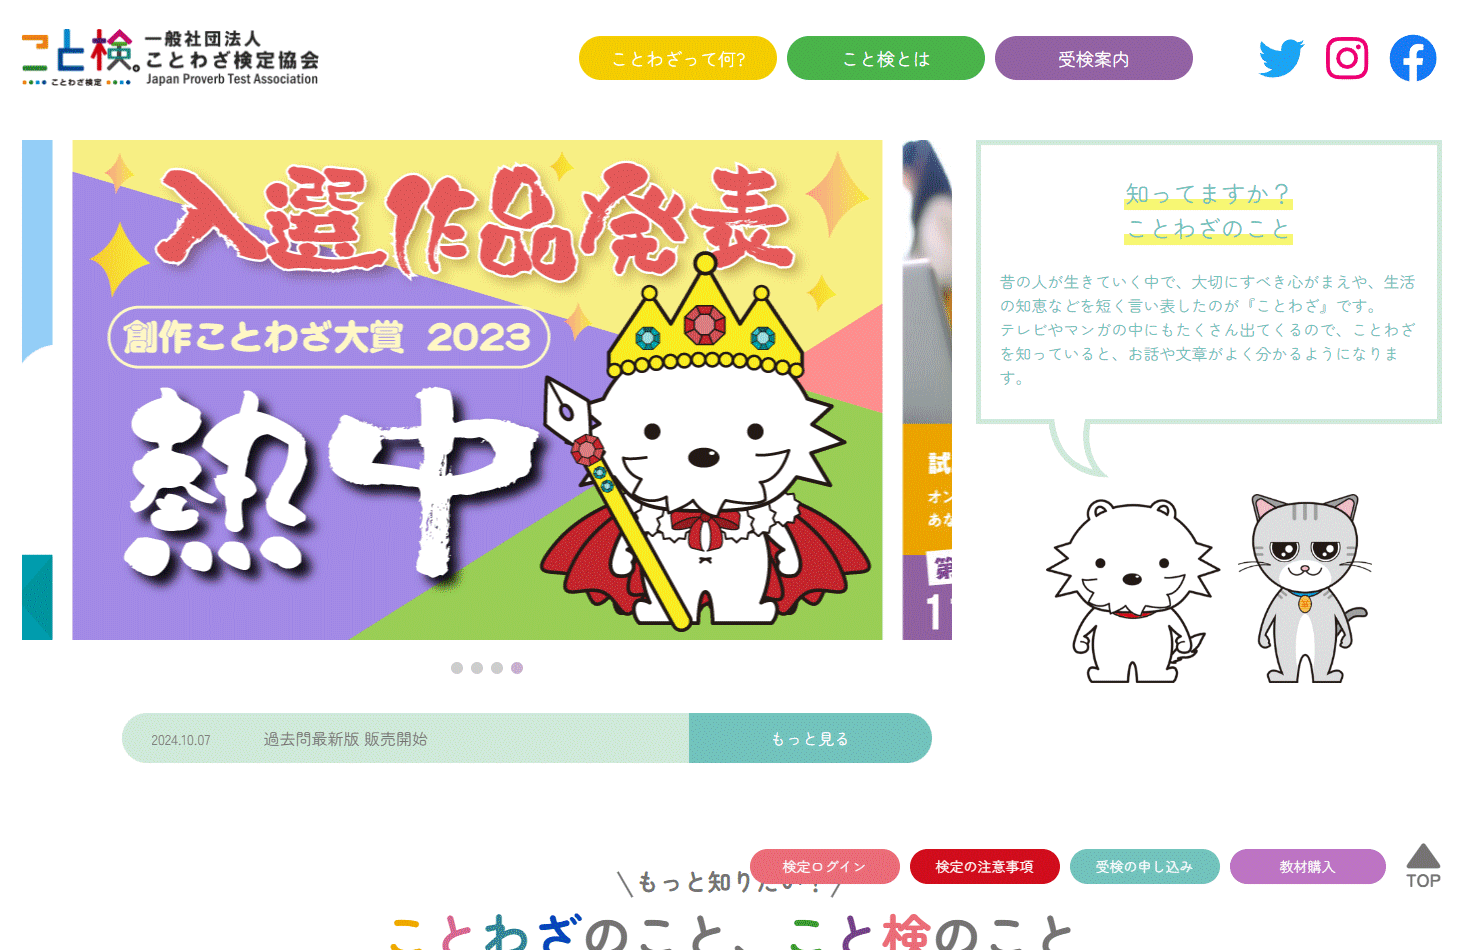 こと検。
ことわざ検定
一般社団法人
ことわざ検定協会
Japan Proverb Test Association
ことわざって何?
こと検とは
受検案内
入選作品発表
創作ことわざ大賞 2023
熱中
試
オン
あな
第
知ってますか？
ことわざのこと
昔の人が生きていく中で、大切にすべき心がまえや、生活
の知恵などを短く言い表したのが『ことわざ』です。
テレビやマンガの中にもたくさん出てくるので、ことわざ
を知っていると、お話や文章がよく分かるようになりま
す。
2024.10.07 過去問最新版 販売開始
もっと見る
検定ログイン
検定の注意事項
受検の申し込み
教材購入
TOP
もっと知りたい？
ことわざのこと、こと検のこと